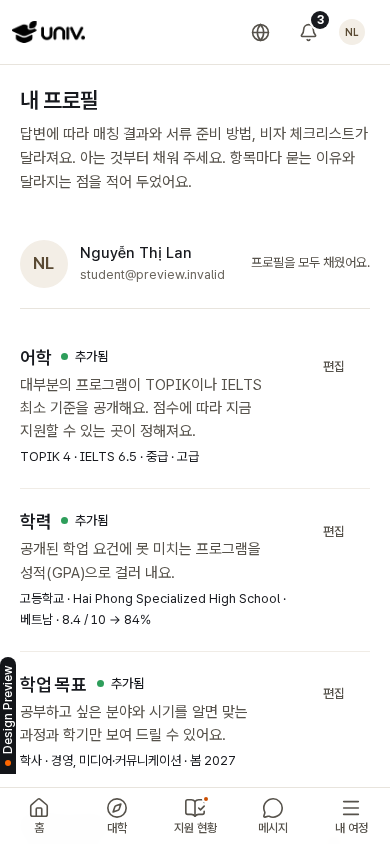 UNIV.
3
NL
내 프로필
답변에 따라 매칭 결과와 서류 준비 방법, 비자 체크리스트가
달라져요. 아는 것부터 채워 주세요. 항목마다 묻는 이유와
달라지는 점을 적어 두었어요.
NL
Nguyễn Thị Lan
student@preview.invalid
프로필을 모두 채웠어요.
어학
추가됨
편집
대부분의 프로그램이 TOPIK이나 IELTS
최소 기준을 공개해요. 점수에 따라 지금
지원할 수 있는 곳이 정해져요.
TOPIK 4 · IELTS 6.5 · 중급 · 고급
학력
추가됨
편집
공개된 학업 요건에 못 미치는 프로그램을
성적(GPA)으로 걸러 내요.
고등학교 · Hai Phong Specialized High School ·
베트남 · 8.4 / 10 → 84%
학업 목표
추가됨
편집
공부하고 싶은 분야와 시기를 알면 맞는
과정과 학기만 보여 드릴 수 있어요.
학사 · 경영, 미디어·커뮤니케이션 · 봄 2027
Design Preview
홈
대학
지원 현황
메시지
내 여정